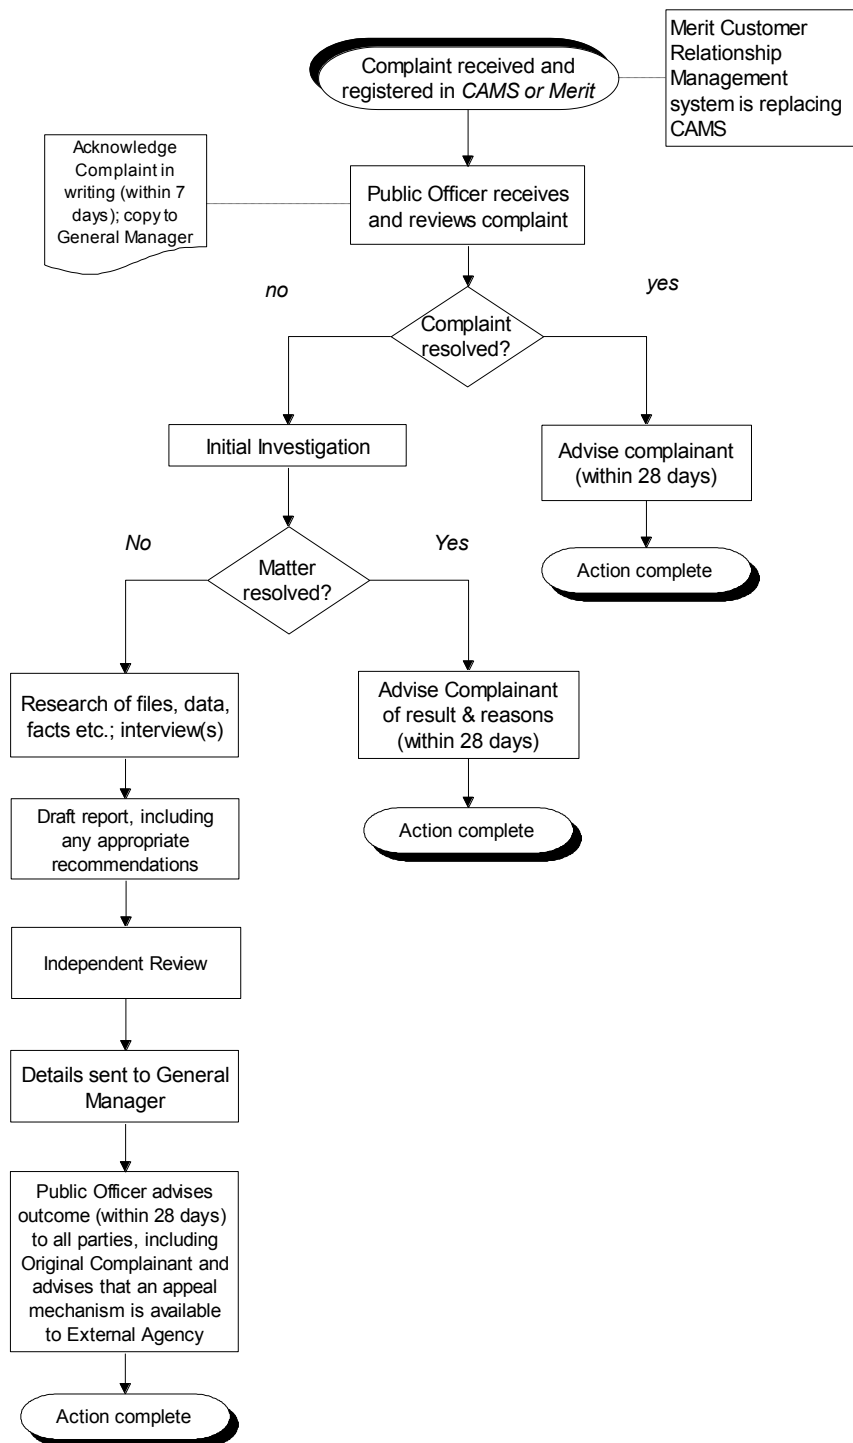 Complaint received and
registered in CAMS or Merit
Merit Customer
Relationship
Management
system is replacing
CAMS
Acknowledge
Complaint in
writing (within 7
days); copy to
General Manager
Public Officer receives
and reviews complaint
no
yes
Complaint
resolved?
Initial Investigation
Advise complainant
(within 28 days)
No
Yes
Matter
resolved?
Action complete
Research of files, data,
facts etc.; interview(s)
Advise Complainant
of result & reasons
(within 28 days)
Draft report, including
any appropriate
recommendations
Action complete
Independent Review
Details sent to General
Manager
Public Officer advises
outcome (within 28 days)
to all parties, including
Original Complainant and
advises that an appeal
mechanism is available
to External Agency
Action complete